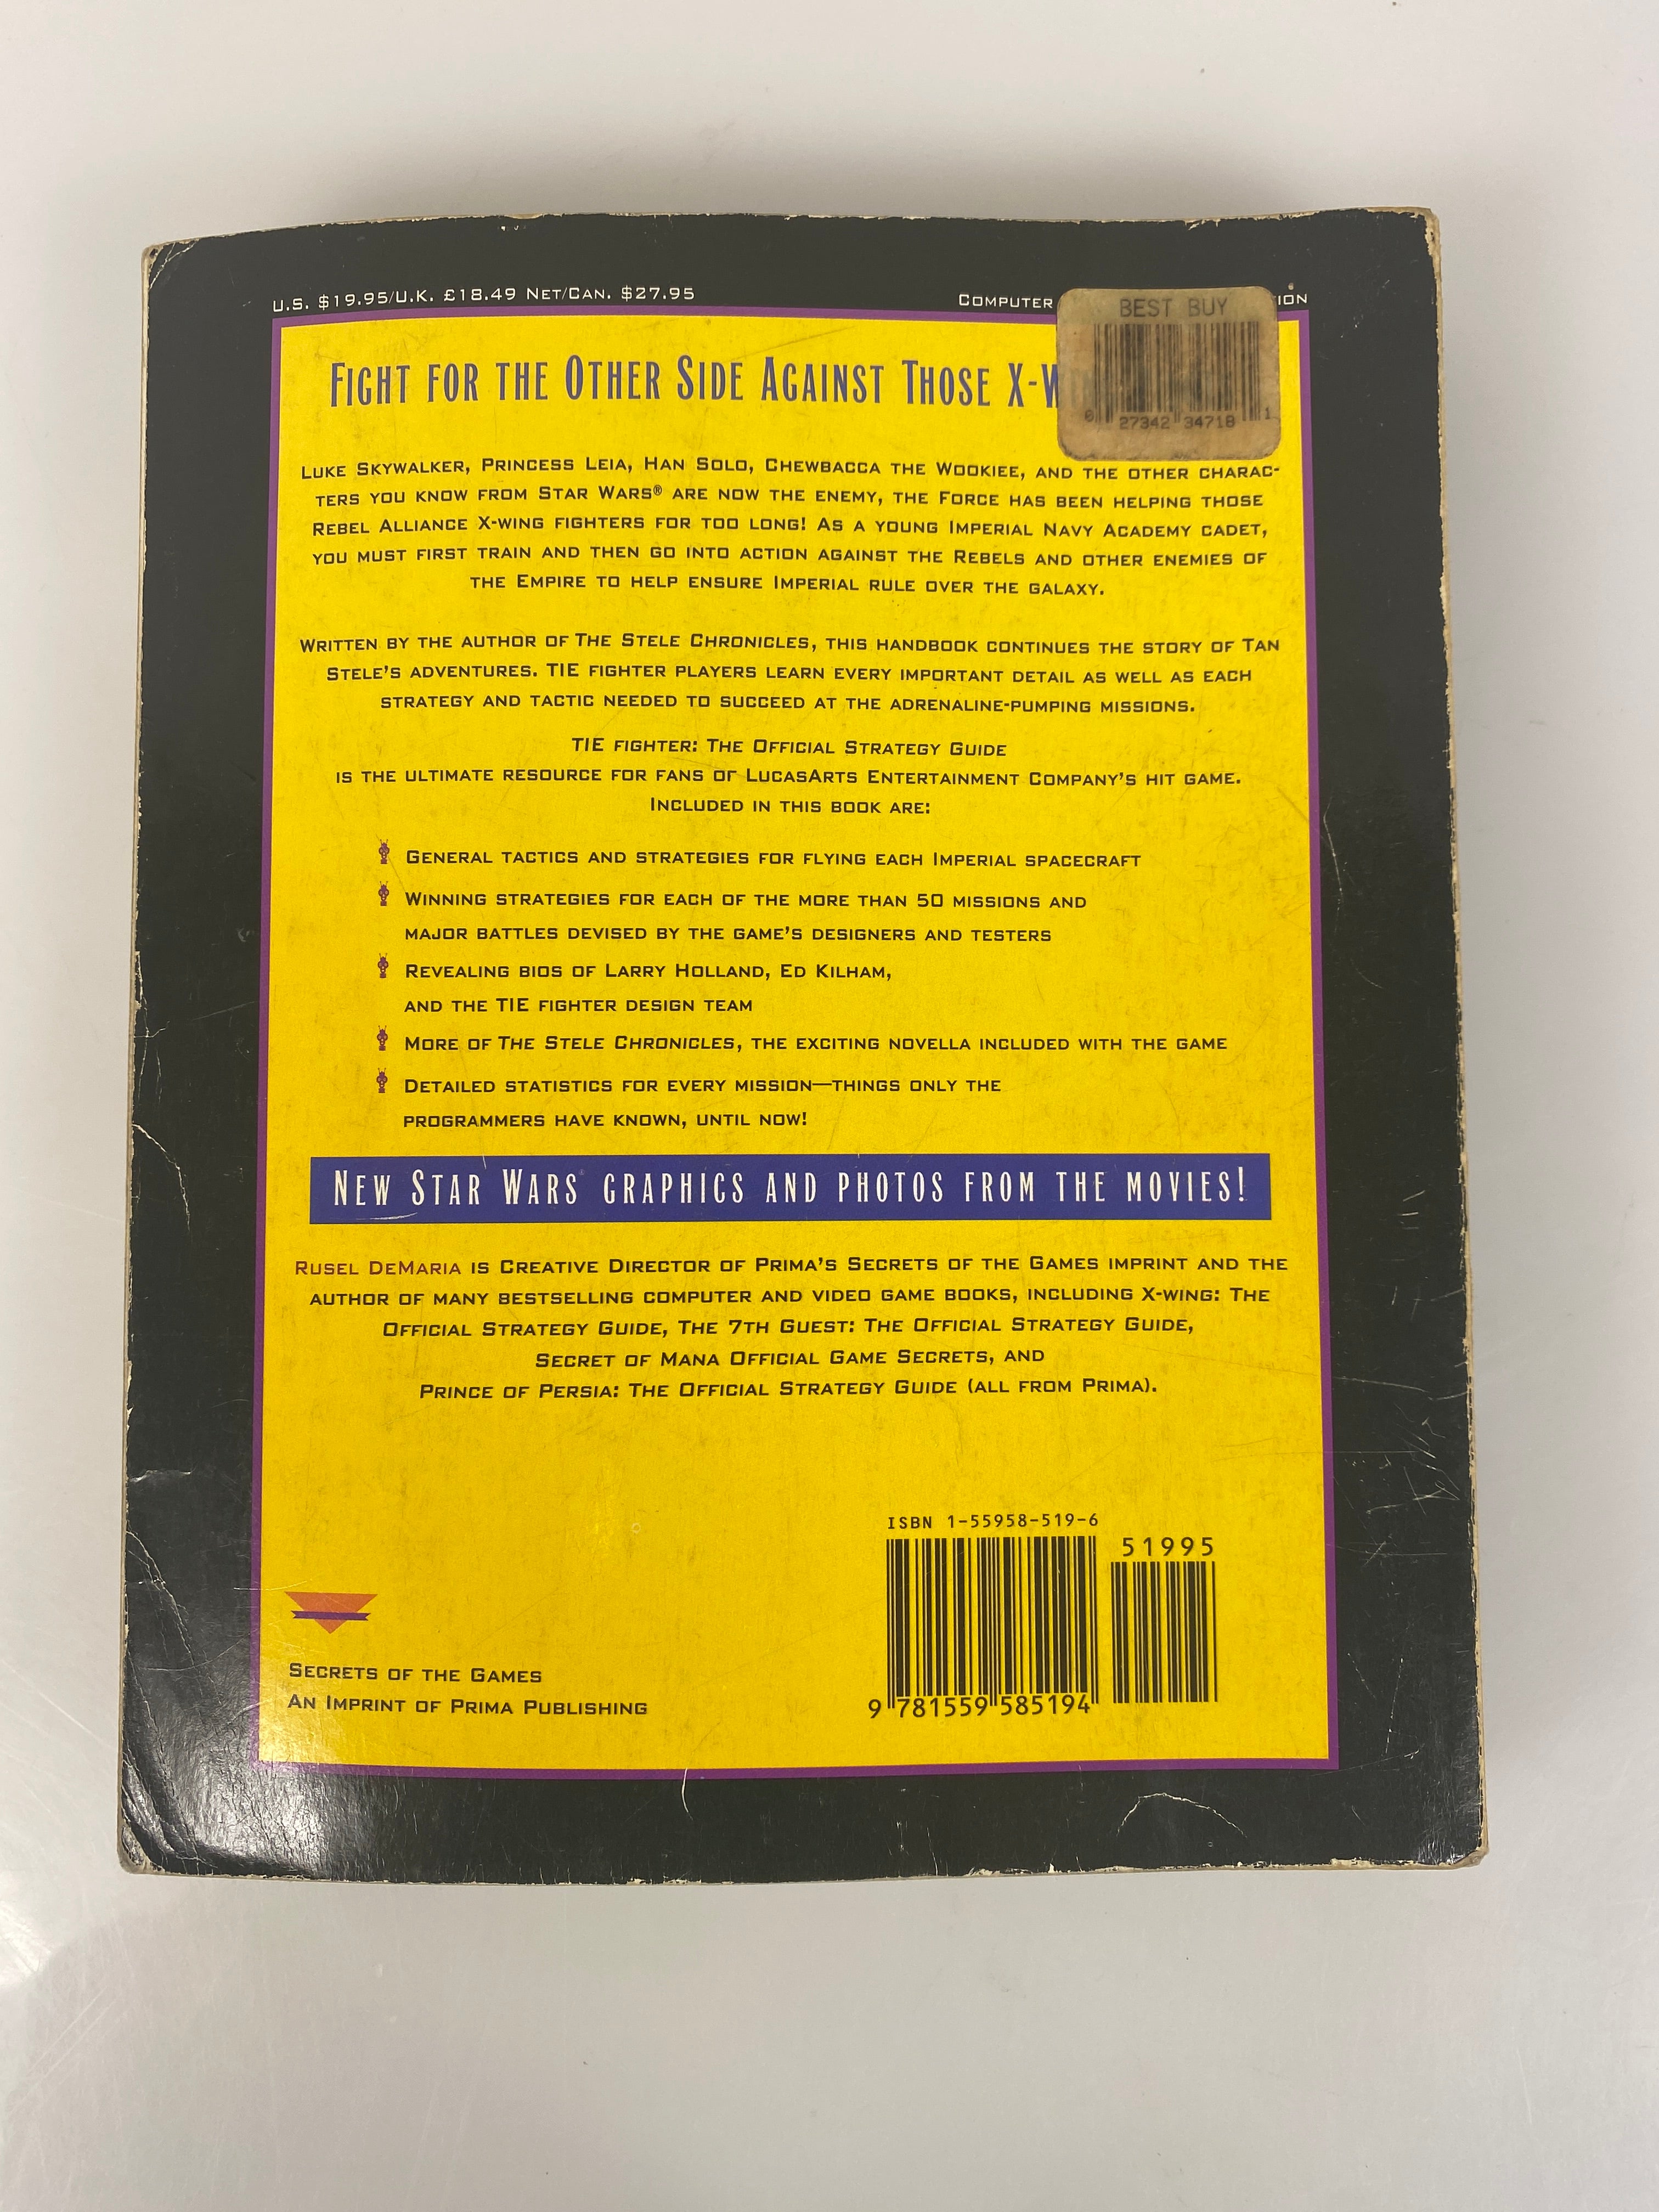 U.S. $19.95/U.K. £18.49 Net/Can. $27.95
Computer
BEST BUY
0 27342 34718 1
Fight for the Other Side Against Those X-W
Luke Skywalker, Princess Leia, Han Solo, Chewbacca the Wookiee, and the other charac-
ters you know from Star Wars® are now the enemy, the Force has been helping those
Rebel Alliance X-wing fighters for too long! As a young Imperial Navy Academy cadet,
you must first train and then go into action against the Rebels and other enemies of
the Empire to help ensure Imperial rule over the galaxy.
Written by the author of The Stele Chronicles, this handbook continues the story of Tan
Stele's adventures. TIE fighter players learn every important detail as well as each
strategy and tactic needed to succeed at the adrenaline-pumping missions.
TIE fighter: The Official Strategy Guide
is the ultimate resource for fans of LucasArts Entertainment Company's hit game.
Included in this book are:
General tactics and strategies for flying each Imperial spacecraft
Winning strategies for each of the more than 50 missions and
major battles devised by the game's designers and testers
Revealing bios of Larry Holland, Ed Kilham,
and the TIE fighter design team
More of The Stele Chronicles, the exciting novella included with the game
Detailed statistics for every mission—things only the
programmers have known, until now!
New Star Wars® graphics and photos from the movies!
Rusel DeMaria is Creative Director of Prima's Secrets of the Games imprint and the
author of many bestselling computer and video game books, including X-wing: The
Official Strategy Guide, The 7th Guest: The Official Strategy Guide,
Secret of Mana Official Game Secrets, and
Prince of Persia: The Official Strategy Guide (all from Prima).
ISBN 1-55958-519-6
51995
9 781559 585194
Secrets of the Games
An Imprint of Prima Publishing